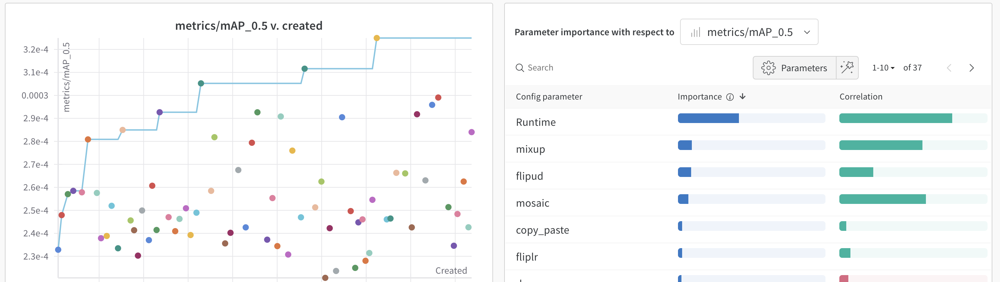 metrics/mAP_0.5 v. created
metrics/mAP_0.5
3.2e-4
3.1e-4
0.0003
2.9e-4
2.8e-4
2.7e-4
2.6e-4
2.5e-4
2.4e-4
2.3e-4
Created
Parameter importance with respect to metrics/mAP_0.5
Search Parameters 1-10 of 37
Config parameter Importance Correlation
Runtime
mixup
flipud
mosaic
copy_paste
fliplr